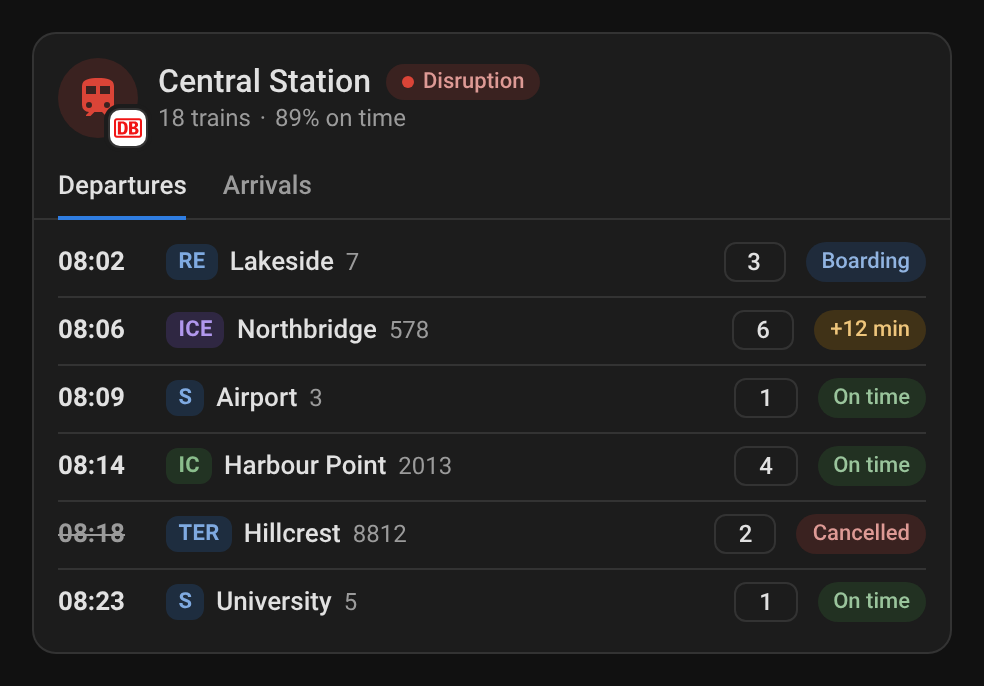 Central Station Disruption
18 trains · 89% on time
DB
Departures Arrivals
08:02 RE Lakeside 7 3 Boarding
08:06 ICE Northbridge 578 6 +12 min
08:09 S Airport 3 1 On time
08:14 IC Harbour Point 2013 4 On time
08:18 TER Hillcrest 8812 2 Cancelled
08:23 S University 5 1 On time